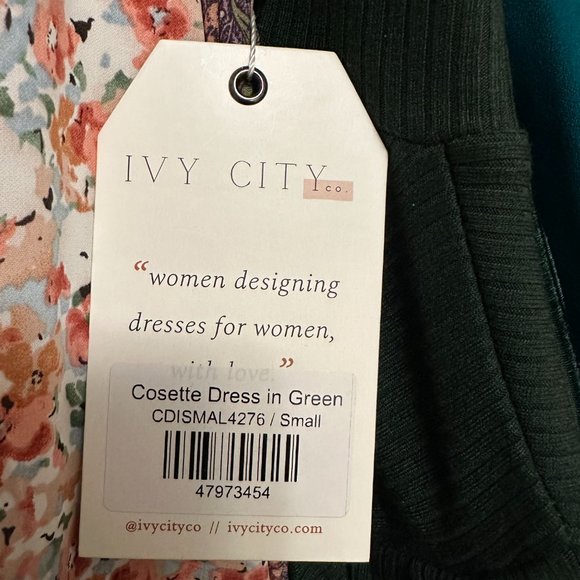 IVY CITY
co.
“women designing
dresses for women,
with love.”
Cosette Dress in Green
CDISMAL4276 / Small
47973454
@ivycityco // ivycityco.com